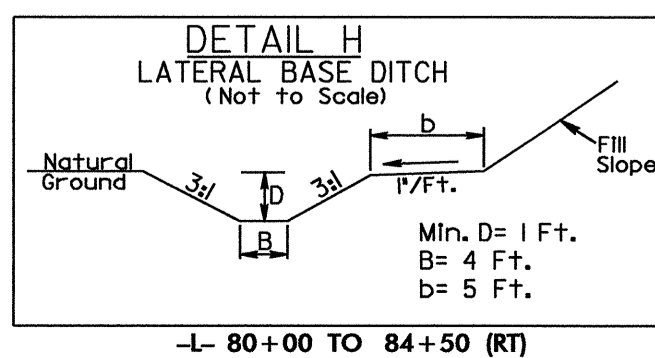 DETAIL H
LATERAL BASE DITCH
(Not to Scale)
b
Natural
Ground
3:1
D
3:1
1"/Ft.
Fill
Slope
B
Min. D= 1 Ft.
B= 4 Ft.
b= 5 Ft.
-L- 80+00 TO 84+50 (RT)